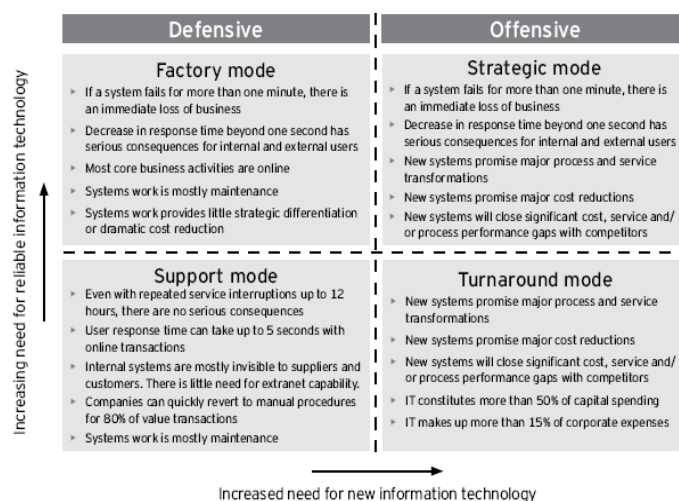 Defensive
Offensive
Factory mode
If a system fails for more than one minute, there is
an immediate loss of business
Decrease in response time beyond one second has
serious consequences for internal and external users
Most core business activities are online
Systems work is mostly maintenance
Systems work provides little strategic differentiation
or dramatic cost reduction
Strategic mode
If a system fails for more than one minute, there is
an immediate loss of business
Decrease in response time beyond one second has
serious consequences for internal and external users
New systems promise major process and service
transformations
New systems promise major cost reductions
New systems will close significant cost, service and/
or process performance gaps with competitors
Support mode
Even with repeated service interruptions up to 12
hours, there are no serious consequences
User response time can take up to 5 seconds with
online transactions
Internal systems are mostly invisible to suppliers and
customers. There is little need for extranet capability.
Companies can quickly revert to manual procedures
for 80% of value transactions
Systems work is mostly maintenance
Turnaround mode
New systems promise major process and service
transformations
New systems promise major cost reductions
New systems will close significant cost, service and/
or process performance gaps with competitors
IT constitutes more than 50% of capital spending
IT makes up more than 15% of corporate expenses
Increasing need for reliable information technology
Increased need for new information technology